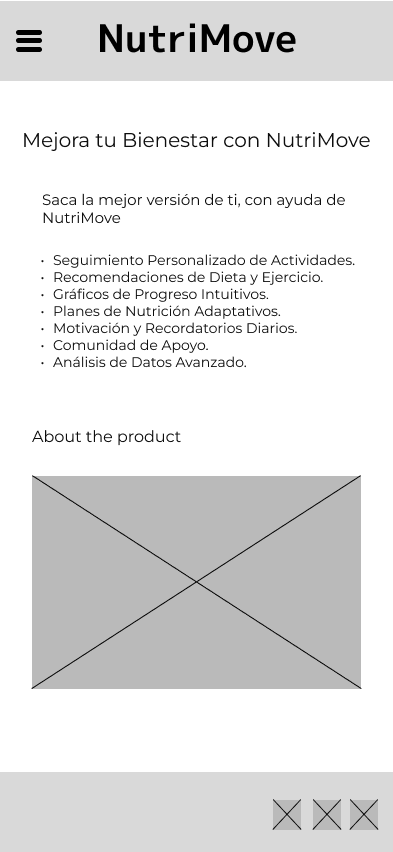 NutriMove
Mejora tu Bienestar con NutriMove
Saca la mejor versión de ti, con ayuda de
NutriMove
• Seguimiento Personalizado de Actividades.
• Recomendaciones de Dieta y Ejercicio.
• Gráficos de Progreso Intuitivos.
• Planes de Nutrición Adaptativos.
• Motivación y Recordatorios Diarios.
• Comunidad de Apoyo.
• Análisis de Datos Avanzado.
About the product